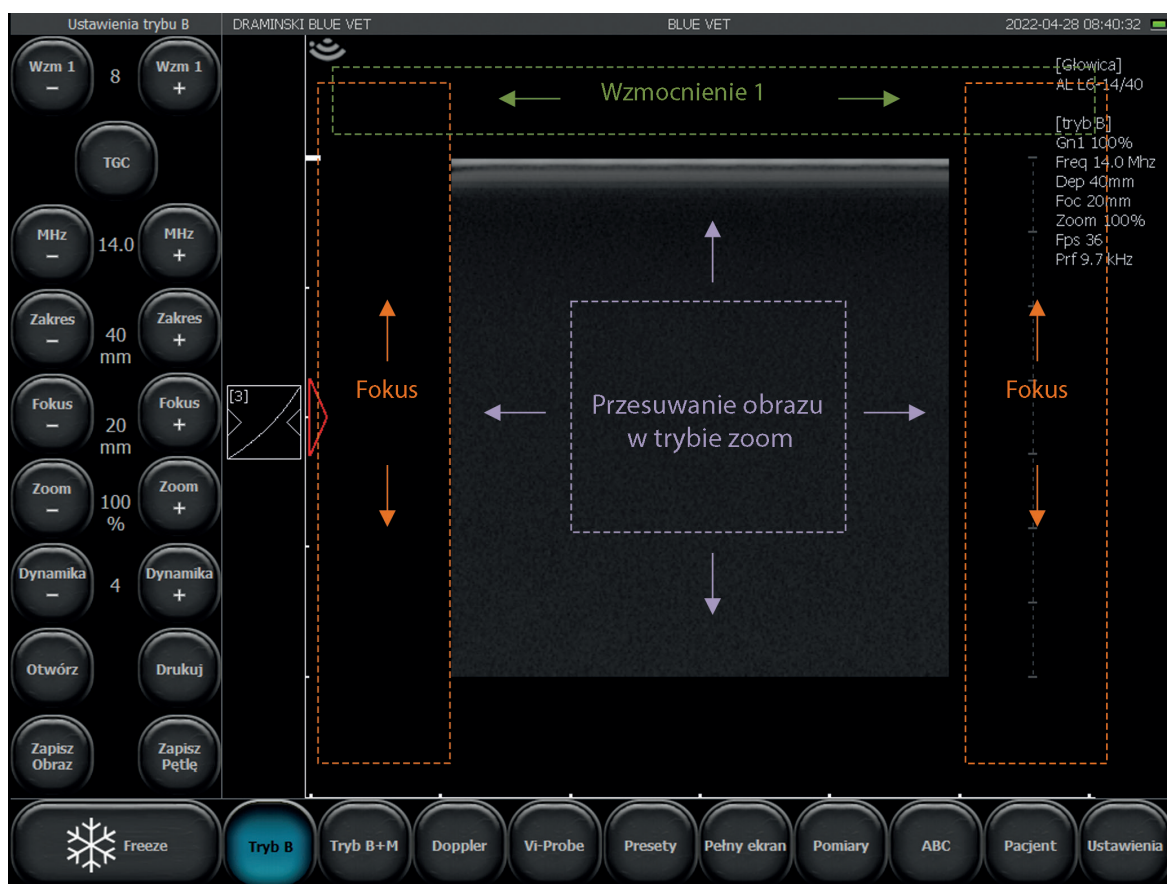 Ustawienia trybu B
DRAMINSKI BLUE VET
BLUE VET
2022-04-28 08:40:32
Wzm 1
–
8
Wzm 1
+
TGC
MHz
–
14.0
MHz
+
Zakres
–
40
mm
Zakres
+
Fokus
–
20
mm
Fokus
+
Zoom
–
100
%
Zoom
+
Dynamika
–
4
Dynamika
+
Otwórz
Drukuj
Zapisz
Obraz
Zapisz
Pętlę
[3]
Wzmocnienie 1
Fokus
Przesuwanie obrazu
w trybie zoom
Fokus
[Głowica]
AL L6-14/40
[tryb B]
Gn1 100%
Freq 14.0 Mhz
Dep 40mm
Foc 20mm
Zoom 100%
Fps 36
Prf 9.7 kHz
Freeze
Tryb B
Tryb B+M
Doppler
Vi-Probe
Presety
Pełny ekran
Pomiary
ABC
Pacjent
Ustawienia